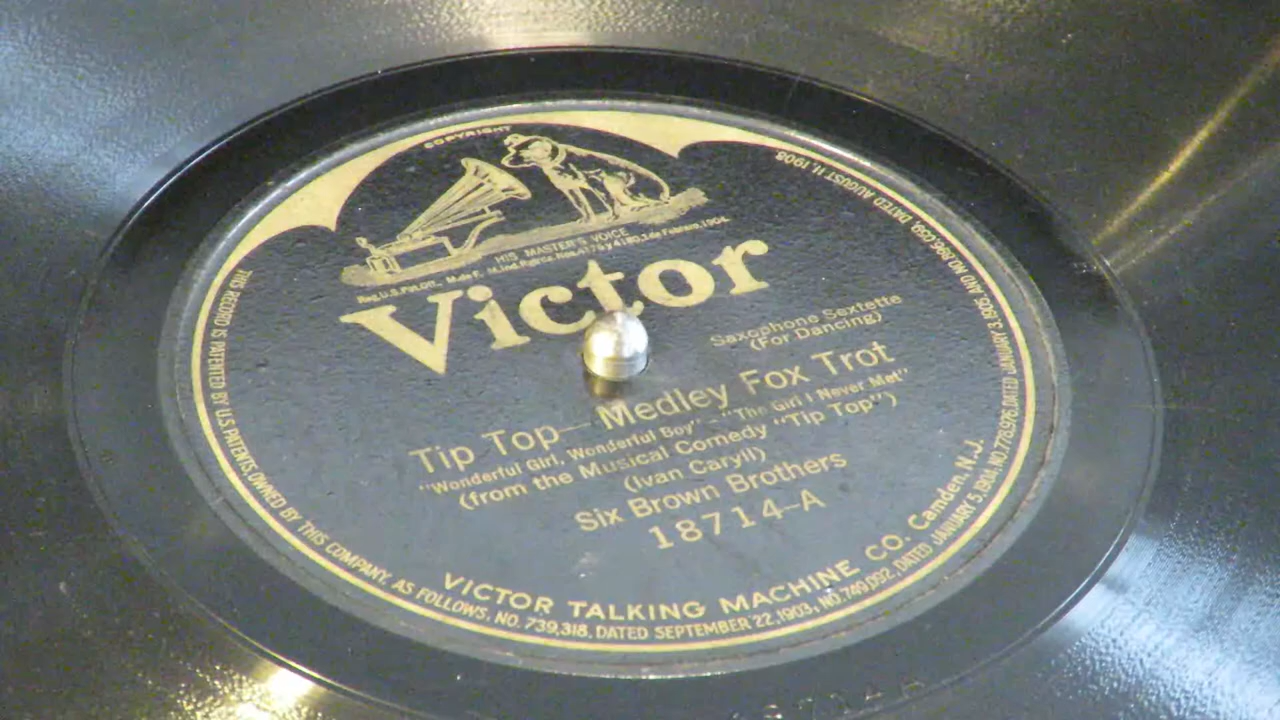 COPYRIGHT
HIS MASTER'S VOICE
Reg. U.S. Pat. Off.
Victor
Saxophone Sextette
(For Dancing)
Tip Top—Medley Fox Trot
"Wonderful Girl, Wonderful Boy"-"The Girl I Never Met"
(from the Musical Comedy "Tip Top")
(Ivan Caryll)
Six Brown Brothers
18714-A
VICTOR TALKING MACHINE CO. Camden, N.J.
THIS RECORD IS PATENTED BY U.S. PATENTS, OWNED BY THIS COMPANY, AS FOLLOWS, NO. 739,318, DATED SEPTEMBER 22, 1903, NO. 749,092, DATED JANUARY 5, 1904, NO. 778,976, DATED JANUARY 3, 1905, AND NO. 896,059, DATED AUGUST 11, 1908